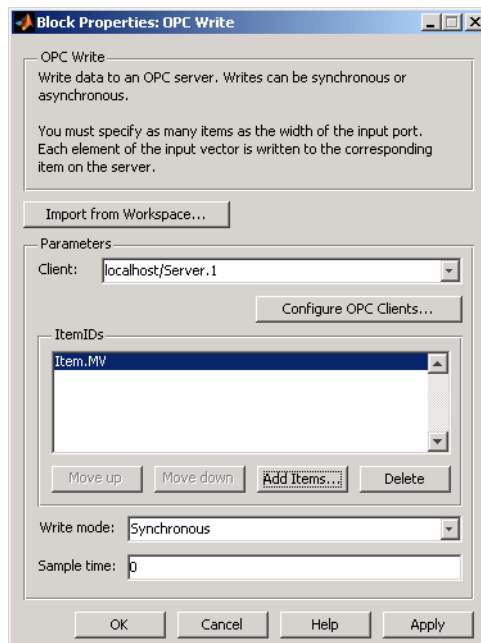 Block Properties: OPC Write
OPC Write
Write data to an OPC server. Writes can be synchronous or
asynchronous.
You must specify as many items as the width of the input port.
Each element of the input vector is written to the corresponding
item on the server.
Import from Workspace...
Parameters
Client: localhost/Server.1
Configure OPC Clients...
ItemIDs
Item.MV
Move up Move down Add Items... Delete
Write mode: Synchronous
Sample time: 0
OK Cancel Help Apply